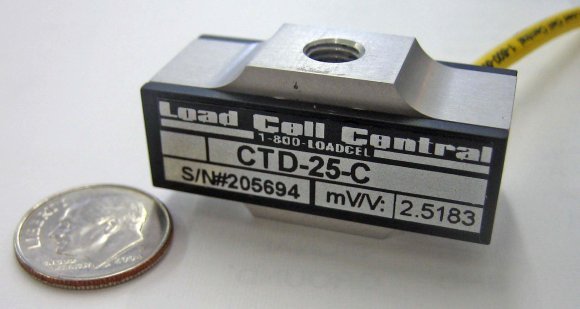 Load Cell Central
1-800-LOADCEL
CTD-25-C
S/N#205694 mV/V: 2.5183
LIBERTY